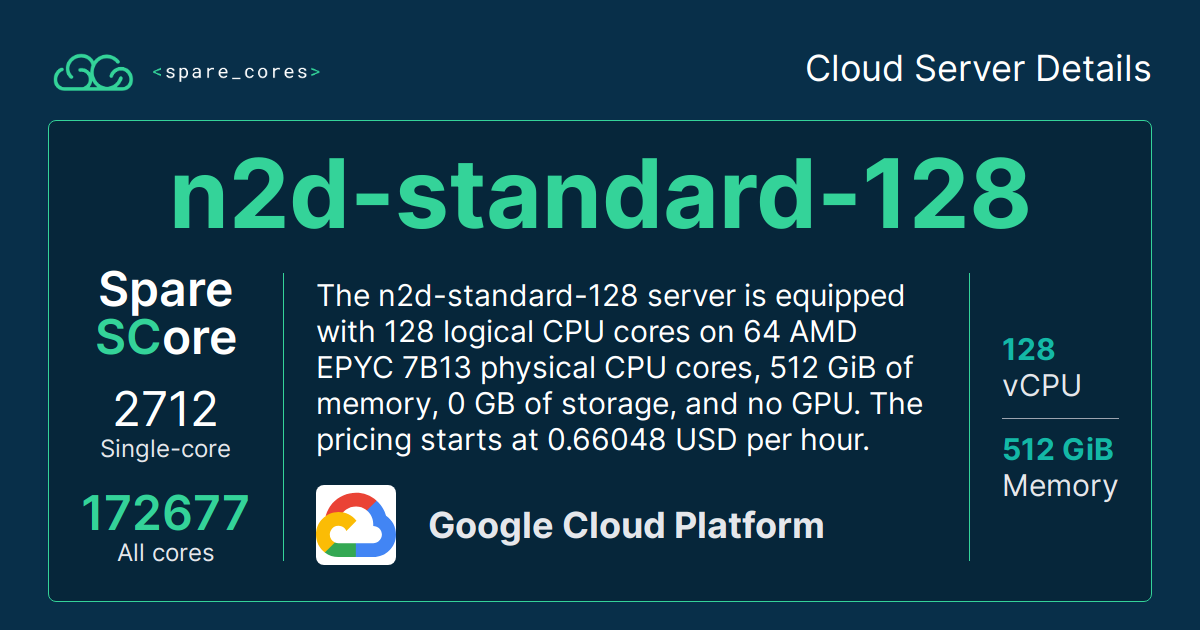 <spare_cores>
Cloud Server Details
n2d-standard-128
Spare
SCore
2712
Single-core
172677
All cores
The n2d-standard-128 server is equipped
with 128 logical CPU cores on 64 AMD
EPYC 7B13 physical CPU cores, 512 GiB of
memory, 0 GB of storage, and no GPU. The
pricing starts at 0.66048 USD per hour.
Google Cloud Platform
128
vCPU
512 GiB
Memory